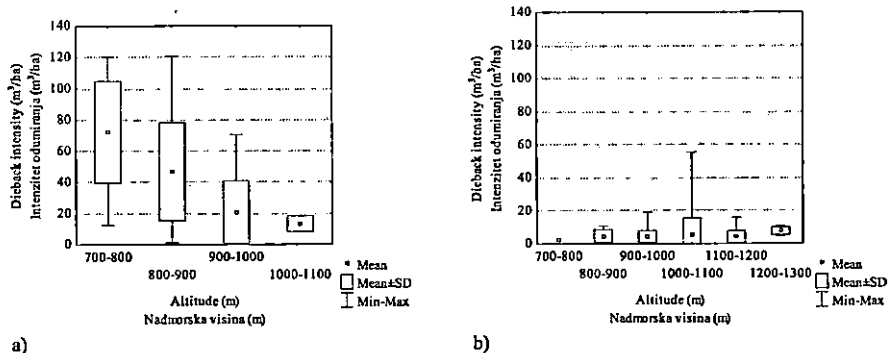 140
120
100
80
60
40
20
0
Dieback intensity (m³/ha)
Intenzitet odumiranja (m³/ha)
700-800
800-900
900-1000
1000-1100
Altitude (m)
Nadmorska visina (m)
Mean
Mean±SD
Min-Max
a)
140
120
100
80
60
40
20
0
Dieback intensity (m³/ha)
Intenzitet odumiranja (m³/ha)
700-800
800-900
900-1000
1000-1100
1100-1200
1200-1300
Altitude (m)
Nadmorska visina (m)
Mean
Mean±SD
Min-Max
b)